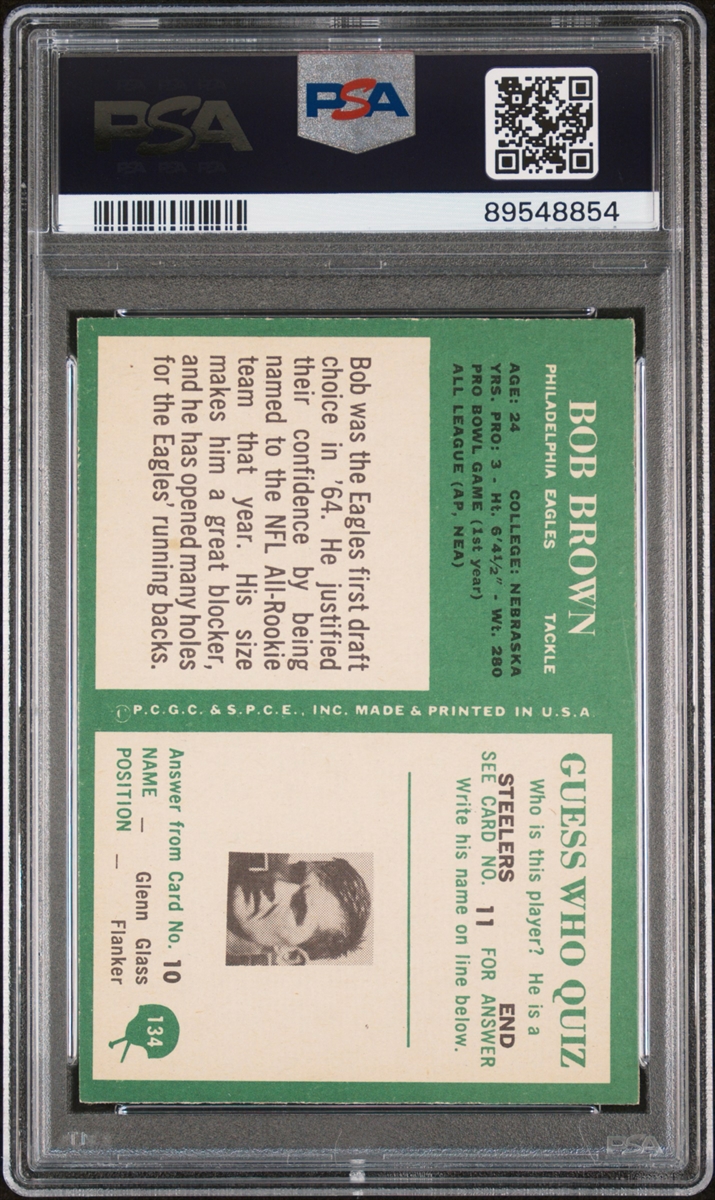 PSA
PSA
PSA PSA PSA
89548854
BOB BROWN
PHILADELPHIA EAGLES TACKLE
AGE: 24 COLLEGE: NEBRASKA
YRS. PRO: 3 - Ht. 6'4½" - Wt. 280
PRO BOWL GAME (1st year)
ALL LEAGUE (AP, NEA)
Bob was the Eagles first draft
choice in '64. He justified
their confidence by being
named to the NFL All-Rookie
team that year. His size
makes him a great blocker,
and he has opened many holes
for the Eagles' running backs.
©P.C.G.C. & S.P.C.E., INC. MADE & PRINTED IN U.S.A
GUESS WHO QUIZ
Who is this player? He is a
STEELERS END
SEE CARD NO. 11 FOR ANSWER
Write his name on line below.
Answer from Card No. 10
NAME — Glenn Glass
POSITION — Flanker
134
PSA